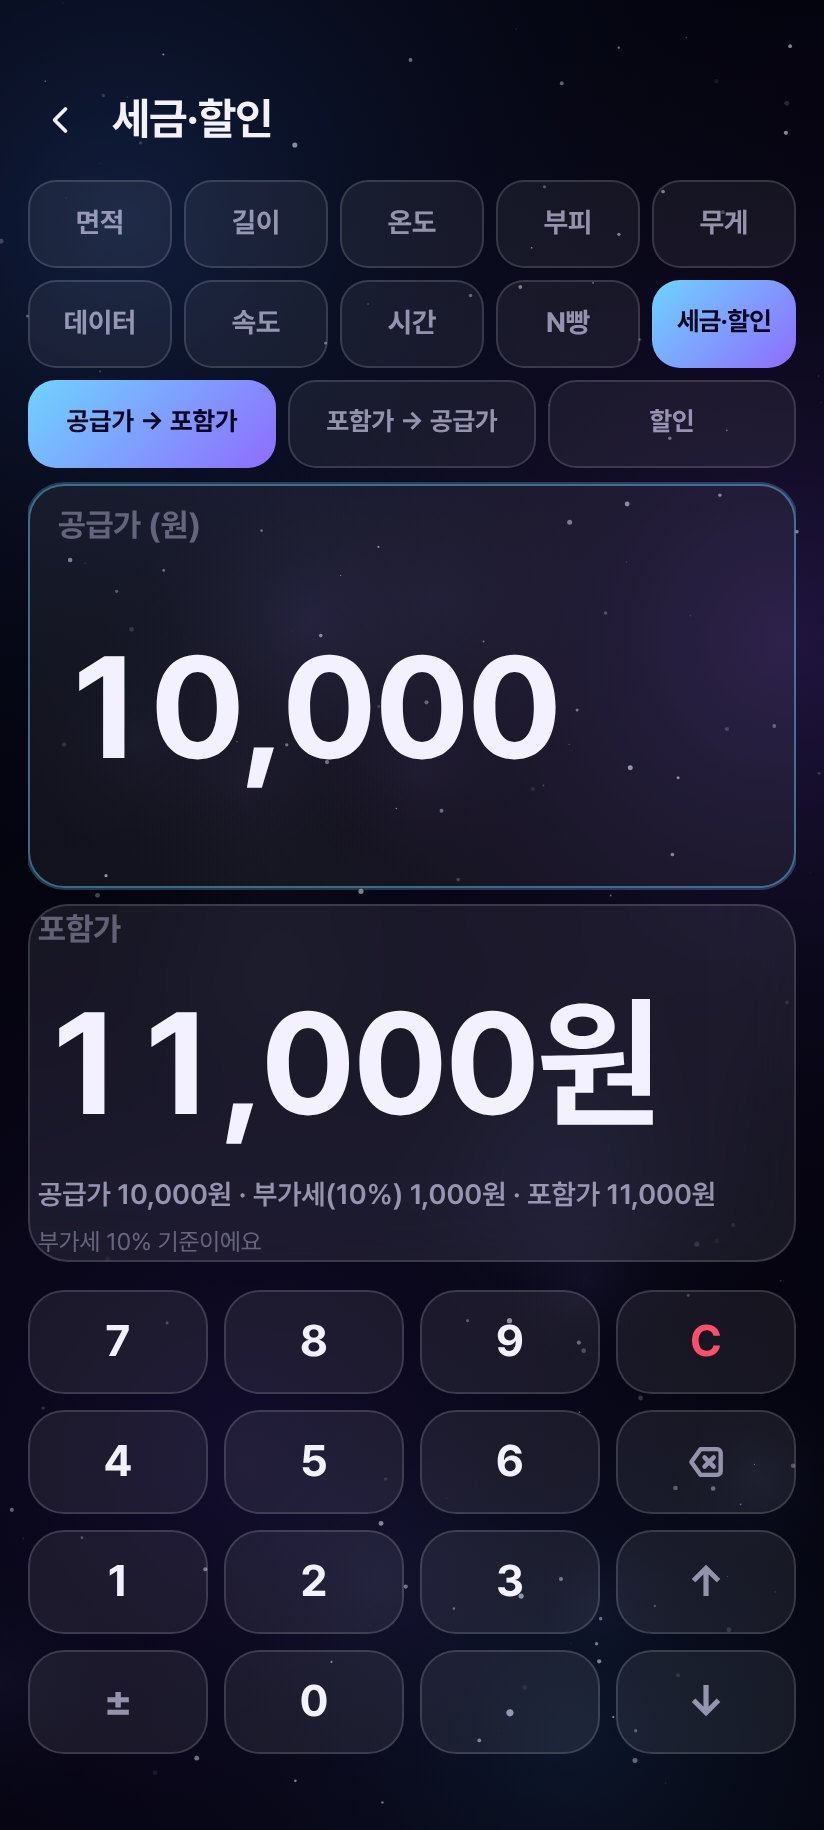 세금·할인
면적 길이 온도 부피 무게
데이터 속도 시간 N빵 세금·할인
공급가 → 포함가 포함가 → 공급가 할인
공급가 (원)
10,000
포함가
11,000원
공급가 10,000원 · 부가세(10%) 1,000원 · 포함가 11,000원
부가세 10% 기준이에요
7 8 9 C
4 5 6
1 2 3 ↑
± 0 . ↓